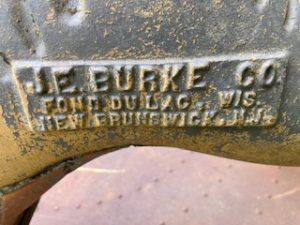 J.E. BURKE CO.
FOND DU LAC, WIS.
NEW BRUNSWICK, N.J.